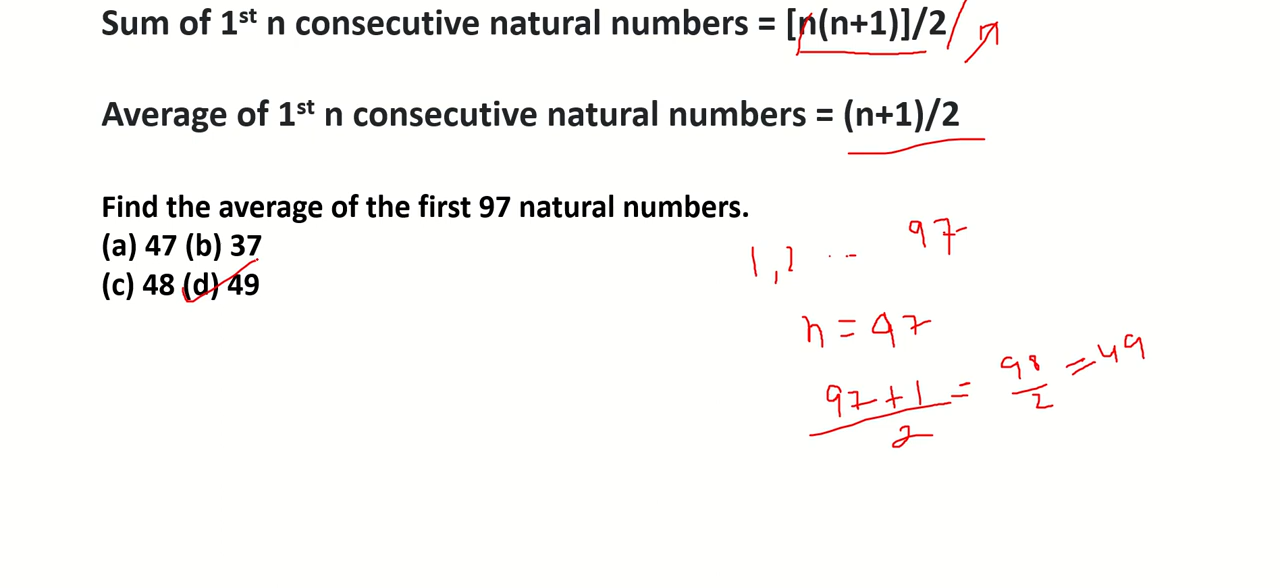 Sum of 1st n consecutive natural numbers = [n(n+1)]/2
Average of 1st n consecutive natural numbers = (n+1)/2
Find the average of the first 97 natural numbers.
(a) 47 (b) 37
(c) 48 (d) 49
1, 2 ... 97
n = 97
97+1/2 = 98/2 = 49